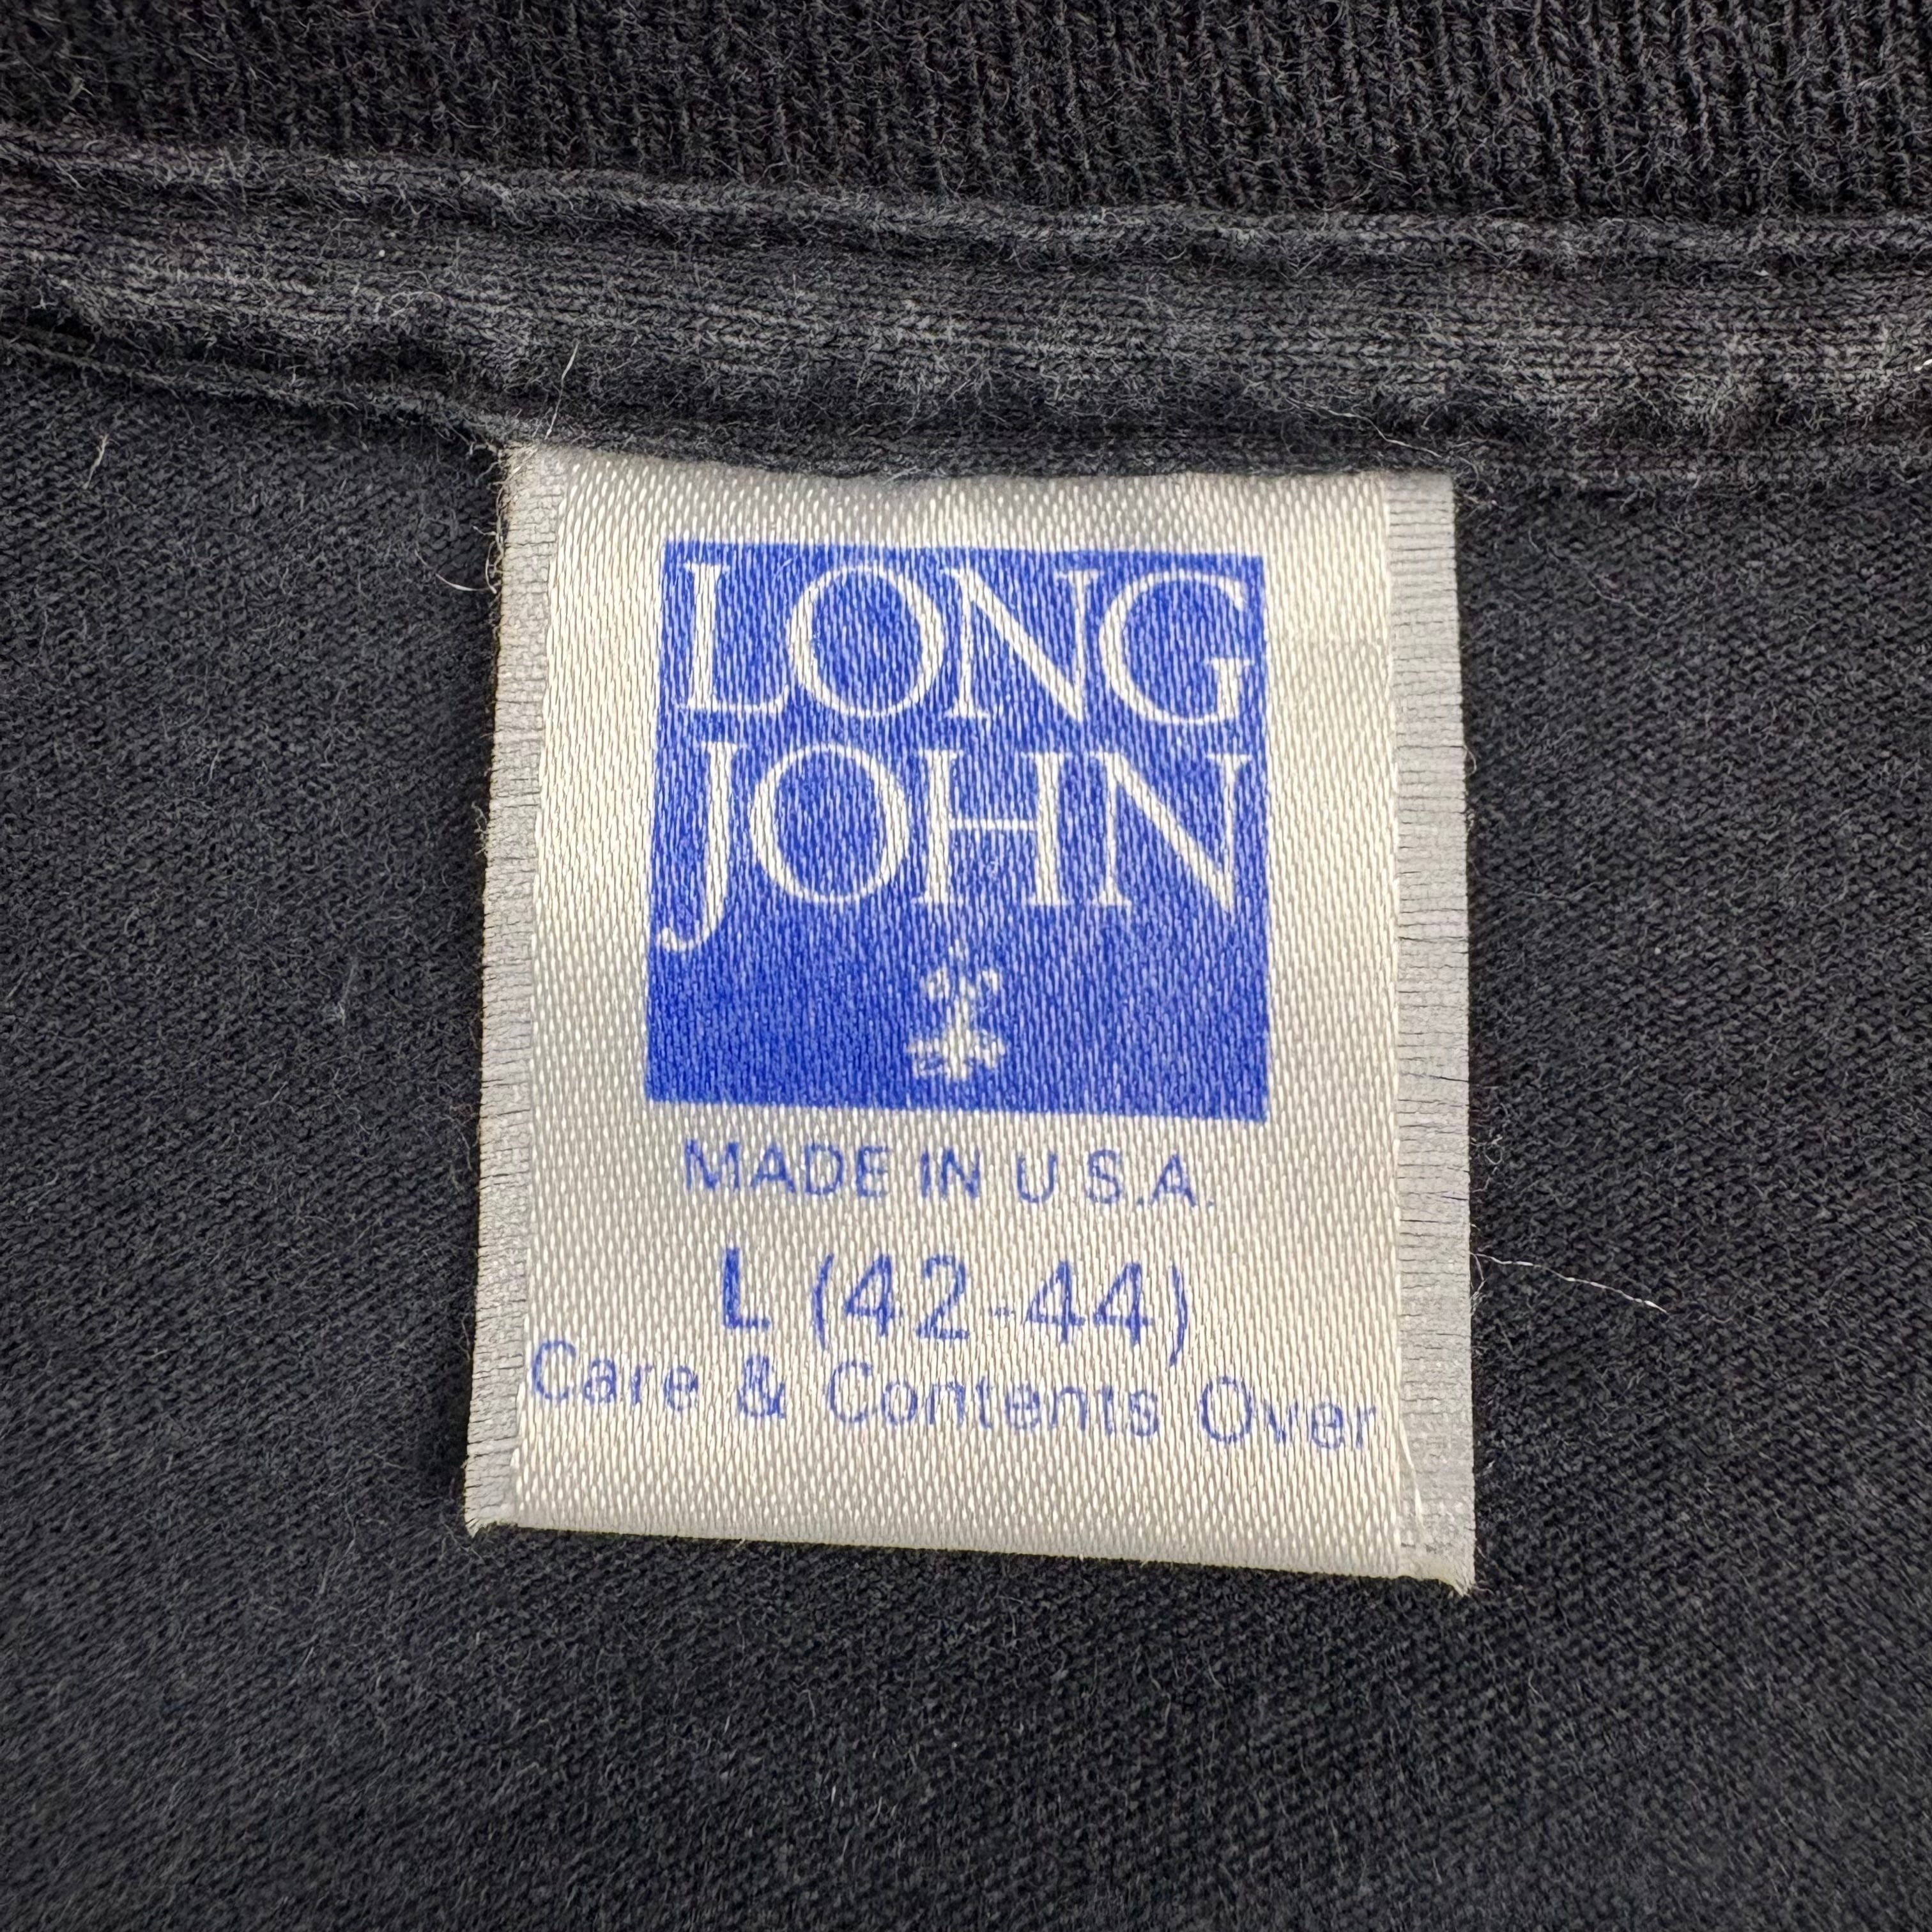 LONG
JOHN
MADE IN U.S.A.
L (42-44)
Care & Contents Over